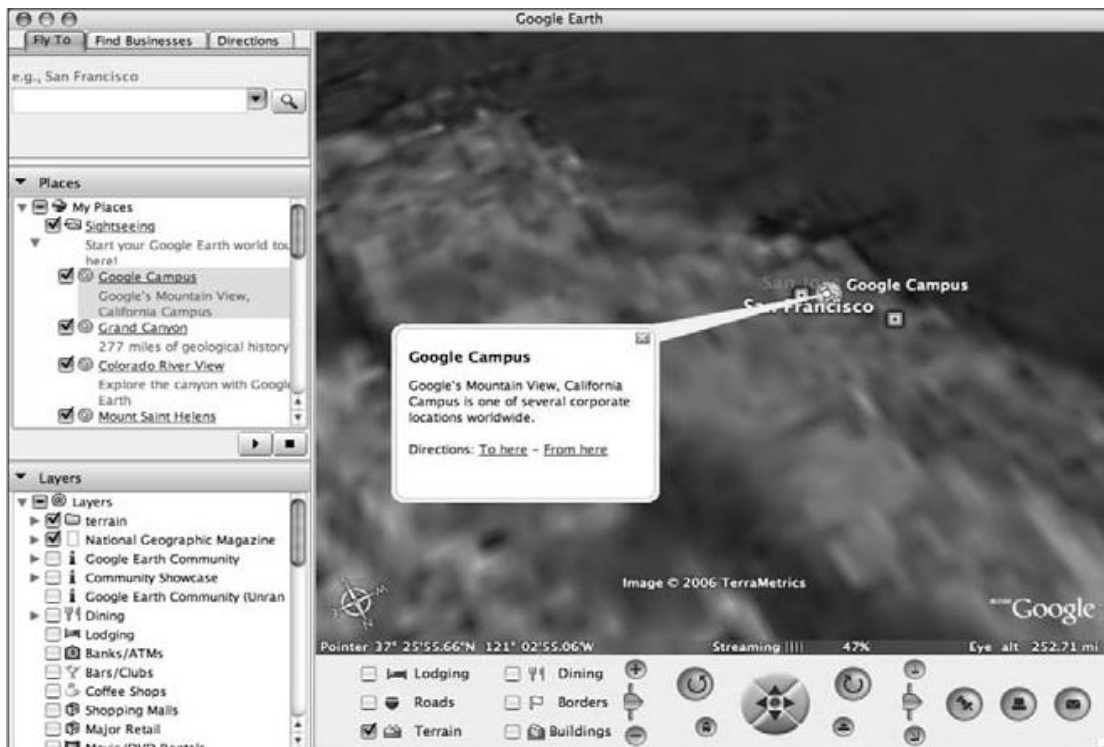 Google Earth
Fly To Find Businesses Directions
e.g., San Francisco
Places
My Places
Sightseeing
Start your Google Earth world tou
here!
Google Campus
Google's Mountain View,
California Campus
Grand Canyon
277 miles of geological history
Colorado River View
Explore the canyon with Googl
Earth
Mount Saint Helens
Layers
Layers
terrain
National Geographic Magazine
Google Earth Community
Community Showcase
Google Earth Community (Unran
Dining
Lodging
Banks/ATMs
Bars/Clubs
Coffee Shops
Shopping Malls
Major Retail
Movie/DVD Rentals
San Jose
Google Campus
San Francisco
Google Campus
Google's Mountain View, California
Campus is one of several corporate
locations worldwide.
Directions: To here - From here
Image © 2006 TerraMetrics
Google
Pointer 37° 25'55.66"N 121° 02'55.06"W Streaming |||| 47% Eye alt 252.71 mi
Lodging Dining
Roads Borders
Terrain Buildings